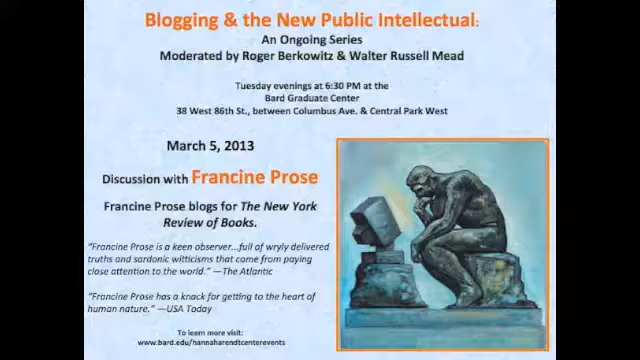 Blogging & the New Public Intellectual:
An Ongoing Series
Moderated by Roger Berkowitz & Walter Russell Mead
Tuesday evenings at 6:30 PM at the
Bard Graduate Center
38 West 86th St., between Columbus Ave. & Central Park West
March 5, 2013
Discussion with Francine Prose
Francine Prose blogs for The New York
Review of Books.
“Francine Prose is a keen observer...full of wryly delivered
truths and sardonic witticisms that come from paying
close attention to the world.” —The Atlantic
“Francine Prose has a knack for getting to the heart of
human nature.” —USA Today
To learn more visit:
www.bard.edu/hannaharendtcenterevents